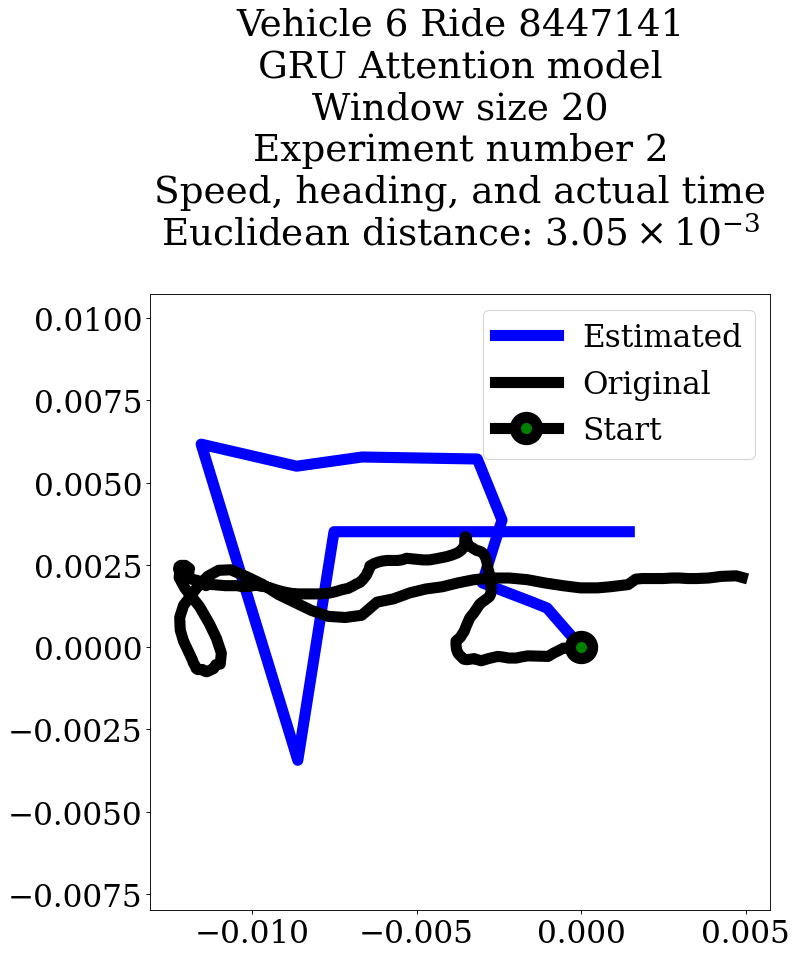 Vehicle 6 Ride 8447141
GRU Attention model
Window size 20
Experiment number 2
Speed, heading, and actual time
Euclidean distance: 3.05 × 10⁻³
Estimated
Original
Start
0.0100
0.0075
0.0050
0.0025
0.0000
−0.0025
−0.0050
−0.0075
−0.010 −0.005 0.000 0.005